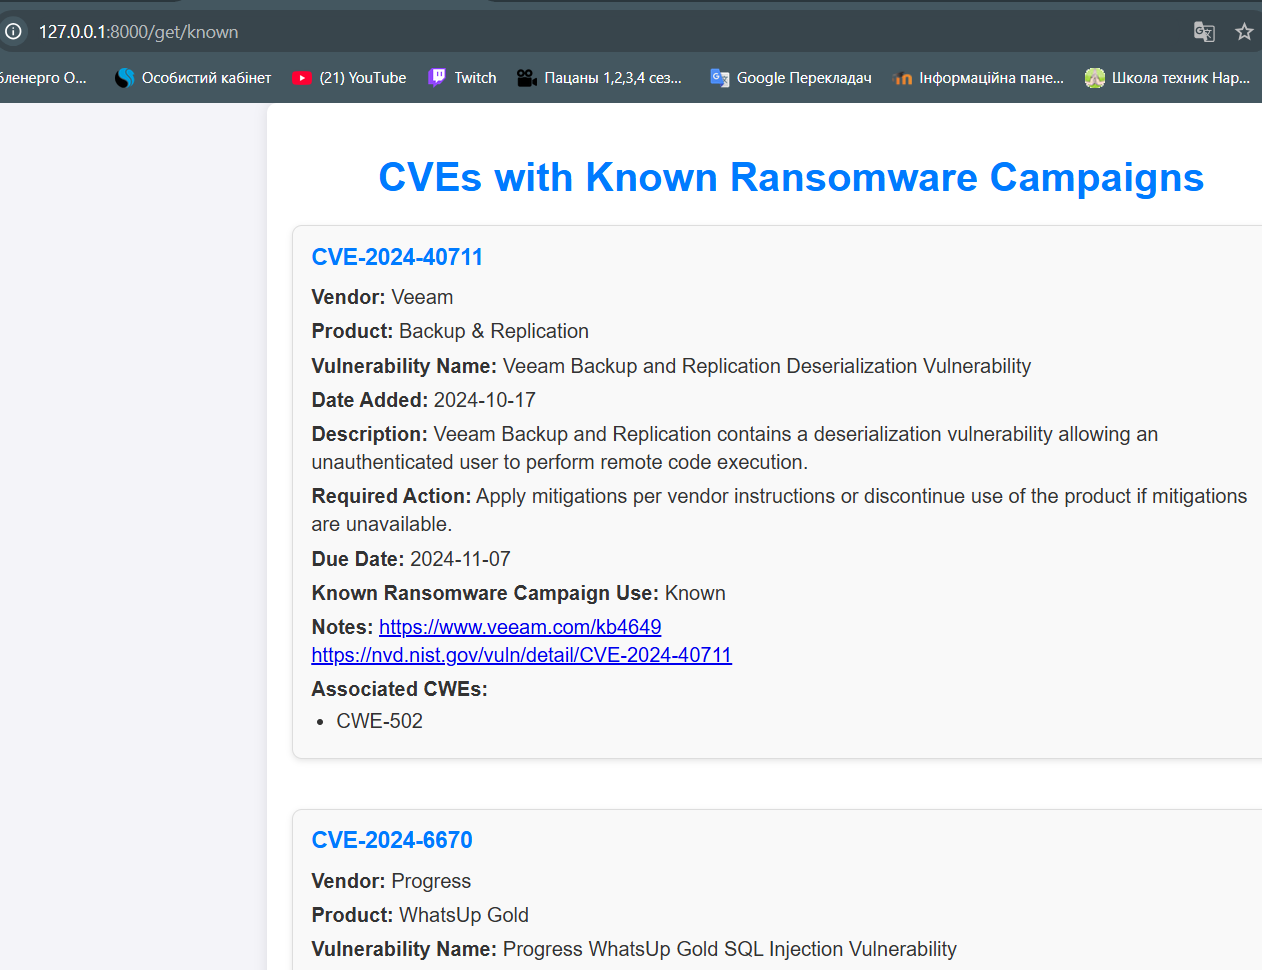 127.0.0.1:8000/get/known
бленерго О... Особистий кабінет (21) YouTube Twitch Пацаны 1,2,3,4 сез... Google Перекладач Інформаційна пане... Школа техник Нар...
CVEs with Known Ransomware Campaigns
CVE-2024-40711
Vendor: Veeam
Product: Backup & Replication
Vulnerability Name: Veeam Backup and Replication Deserialization Vulnerability
Date Added: 2024-10-17
Description: Veeam Backup and Replication contains a deserialization vulnerability allowing an
unauthenticated user to perform remote code execution.
Required Action: Apply mitigations per vendor instructions or discontinue use of the product if mitigations
are unavailable.
Due Date: 2024-11-07
Known Ransomware Campaign Use: Known
Notes: https://www.veeam.com/kb4649
https://nvd.nist.gov/vuln/detail/CVE-2024-40711
Associated CWEs:
• CWE-502
CVE-2024-6670
Vendor: Progress
Product: WhatsUp Gold
Vulnerability Name: Progress WhatsUp Gold SQL Injection Vulnerability